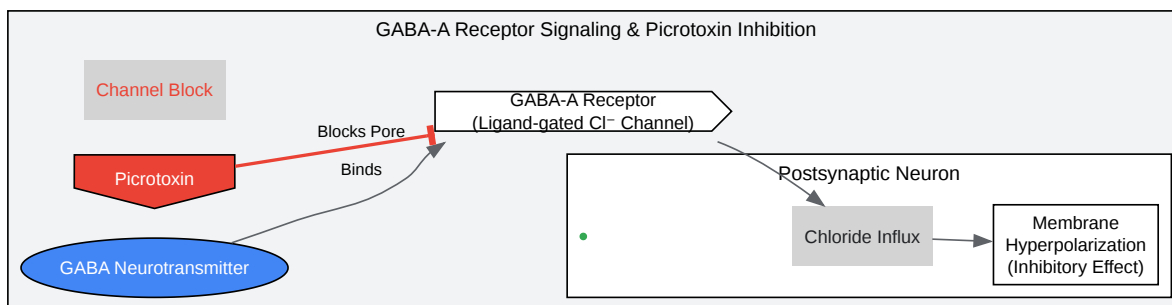 GABA-A Receptor Signaling & Picrotoxin Inhibition
Channel Block
GABA-A Receptor
(Ligand-gated Cl⁻ Channel)
Blocks Pore
Binds
Picrotoxin
Postsynaptic Neuron
GABA Neurotransmitter
Chloride Influx
Membrane
Hyperpolarization
(Inhibitory Effect)